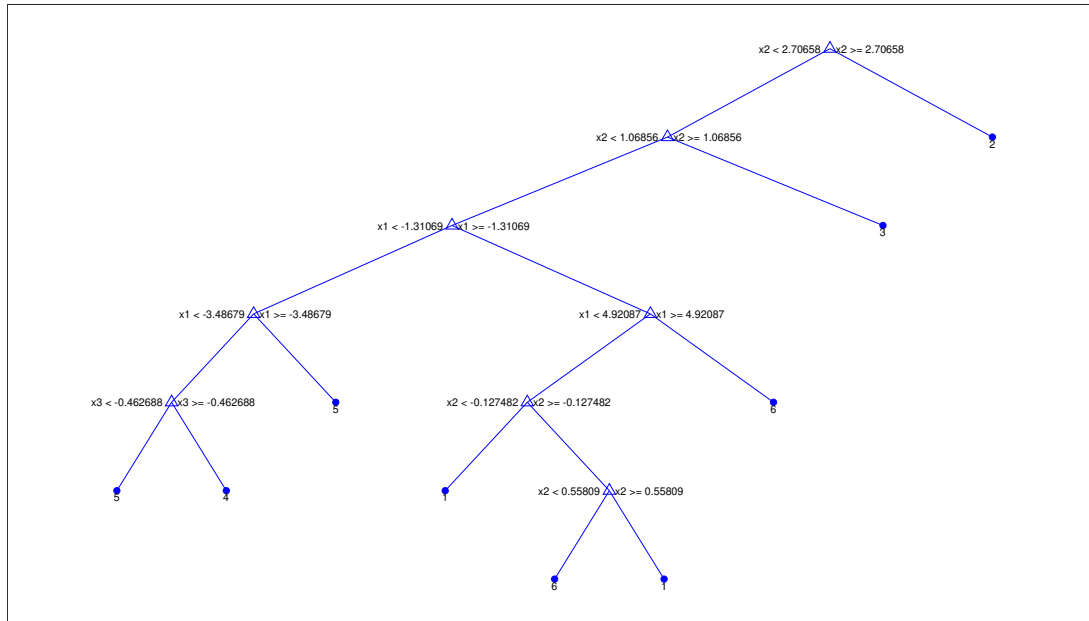 x2 < 2.70658 x2 >= 2.70658
x2 < 1.06856 x2 >= 1.06856
2
x1 < -1.31069 x1 >= -1.31069
3
x1 < -3.48679 x1 >= -3.48679
x1 < 4.92087 x1 >= 4.92087
x3 < -0.462688 x3 >= -0.462688
5
x2 < -0.127482 x2 >= -0.127482
6
5
4
1
x2 < 0.55809 x2 >= 0.55809
6
1